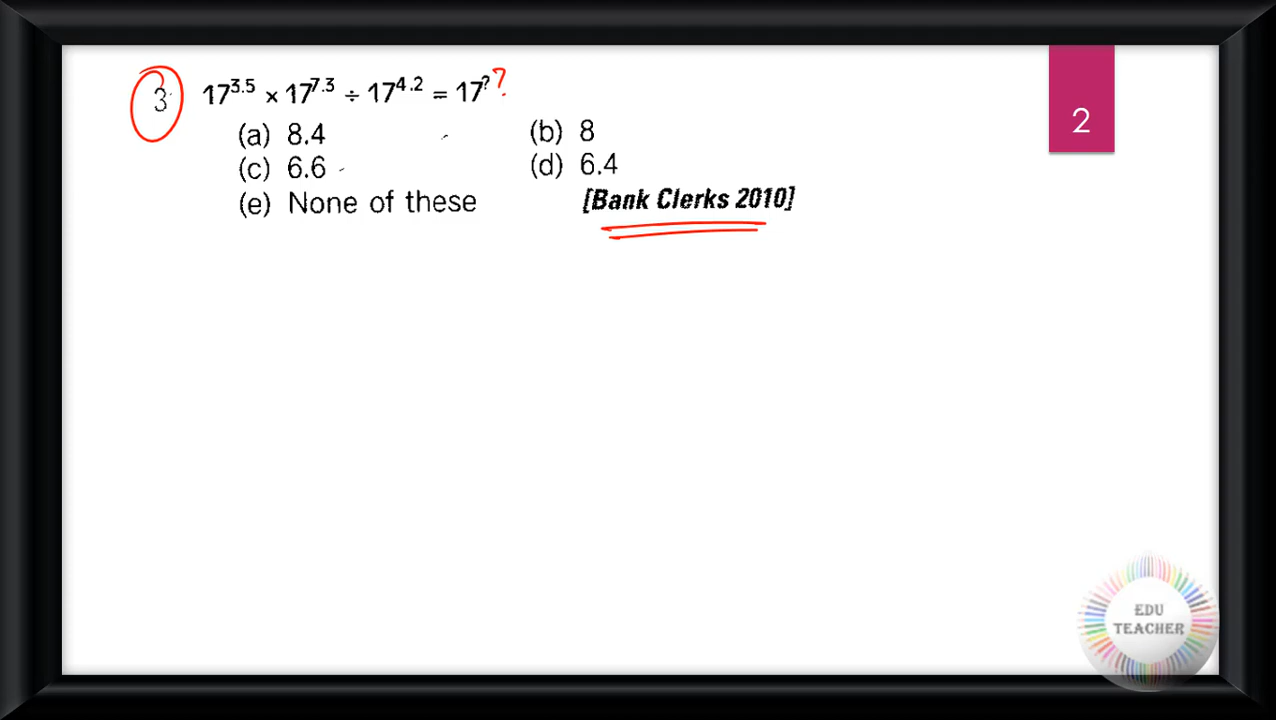 3. 17^3.5 × 17^7.3 ÷ 17^4.2 = 17^? ?
(a) 8.4 (b) 8
(c) 6.6 (d) 6.4
(e) None of these [Bank Clerks 2010]
2
EDU
TEACHER